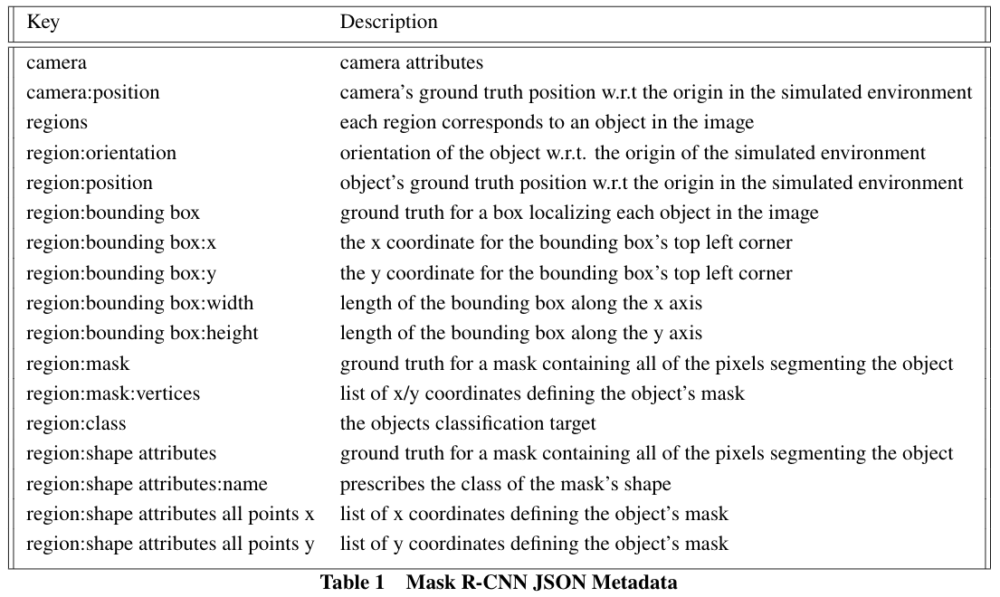 Key Description
camera camera attributes
camera:position camera's ground truth position w.r.t the origin in the simulated environment
regions each region corresponds to an object in the image
region:orientation orientation of the object w.r.t. the origin of the simulated environment
region:position object's ground truth position w.r.t the origin in the simulated environment
region:bounding box ground truth for a box localizing each object in the image
region:bounding box:x the x coordinate for the bounding box's top left corner
region:bounding box:y the y coordinate for the bounding box's top left corner
region:bounding box:width length of the bounding box along the x axis
region:bounding box:height length of the bounding box along the y axis
region:mask ground truth for a mask containing all of the pixels segmenting the object
region:mask:vertices list of x/y coordinates defining the object's mask
region:class the objects classification target
region:shape attributes ground truth for a mask containing all of the pixels segmenting the object
region:shape attributes:name prescribes the class of the mask's shape
region:shape attributes all points x list of x coordinates defining the object's mask
region:shape attributes all points y list of y coordinates defining the object's mask
Table 1 Mask R-CNN JSON Metadata